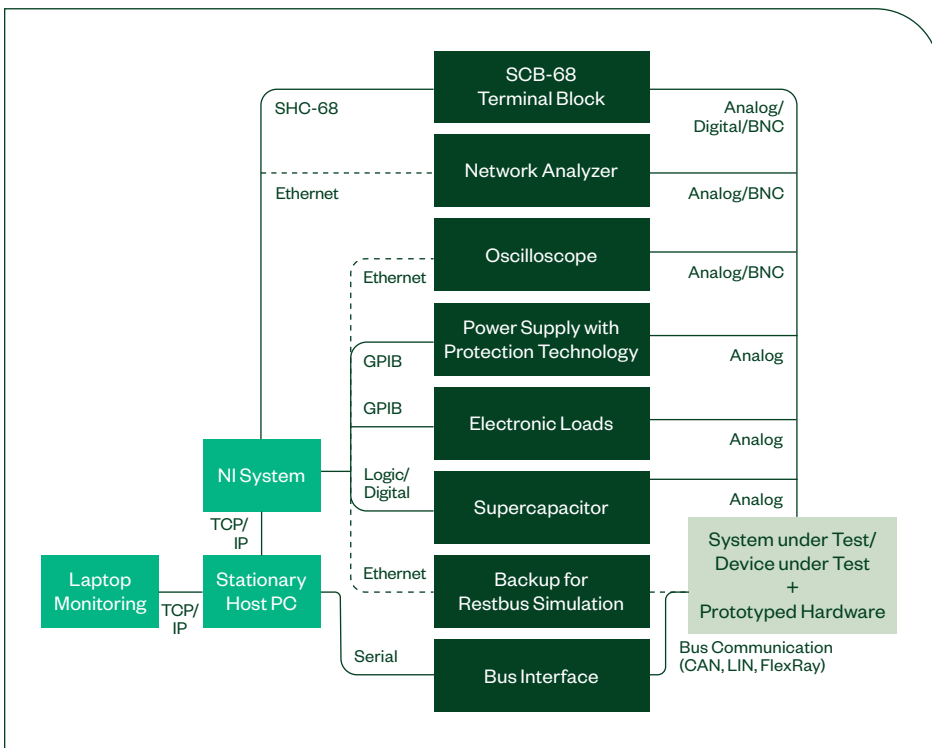 SCB-68
Terminal Block
SHC-68
Analog/
Digital/BNC
Network Analyzer
Ethernet
Analog/BNC
Oscilloscope
Ethernet
Analog/BNC
Power Supply with
Protection Technology
GPIB
Analog
GPIB
Electronic Loads
Analog
NI System
Logic/
Digital
Supercapacitor
Analog
TCP/
IP
System under Test/
Device under Test
+
Prototyped Hardware
Laptop
Monitoring
TCP/
IP
Stationary
Host PC
Ethernet
Backup for
Restbus Simulation
Serial
Bus Interface
Bus Communication
(CAN, LIN, FlexRay)